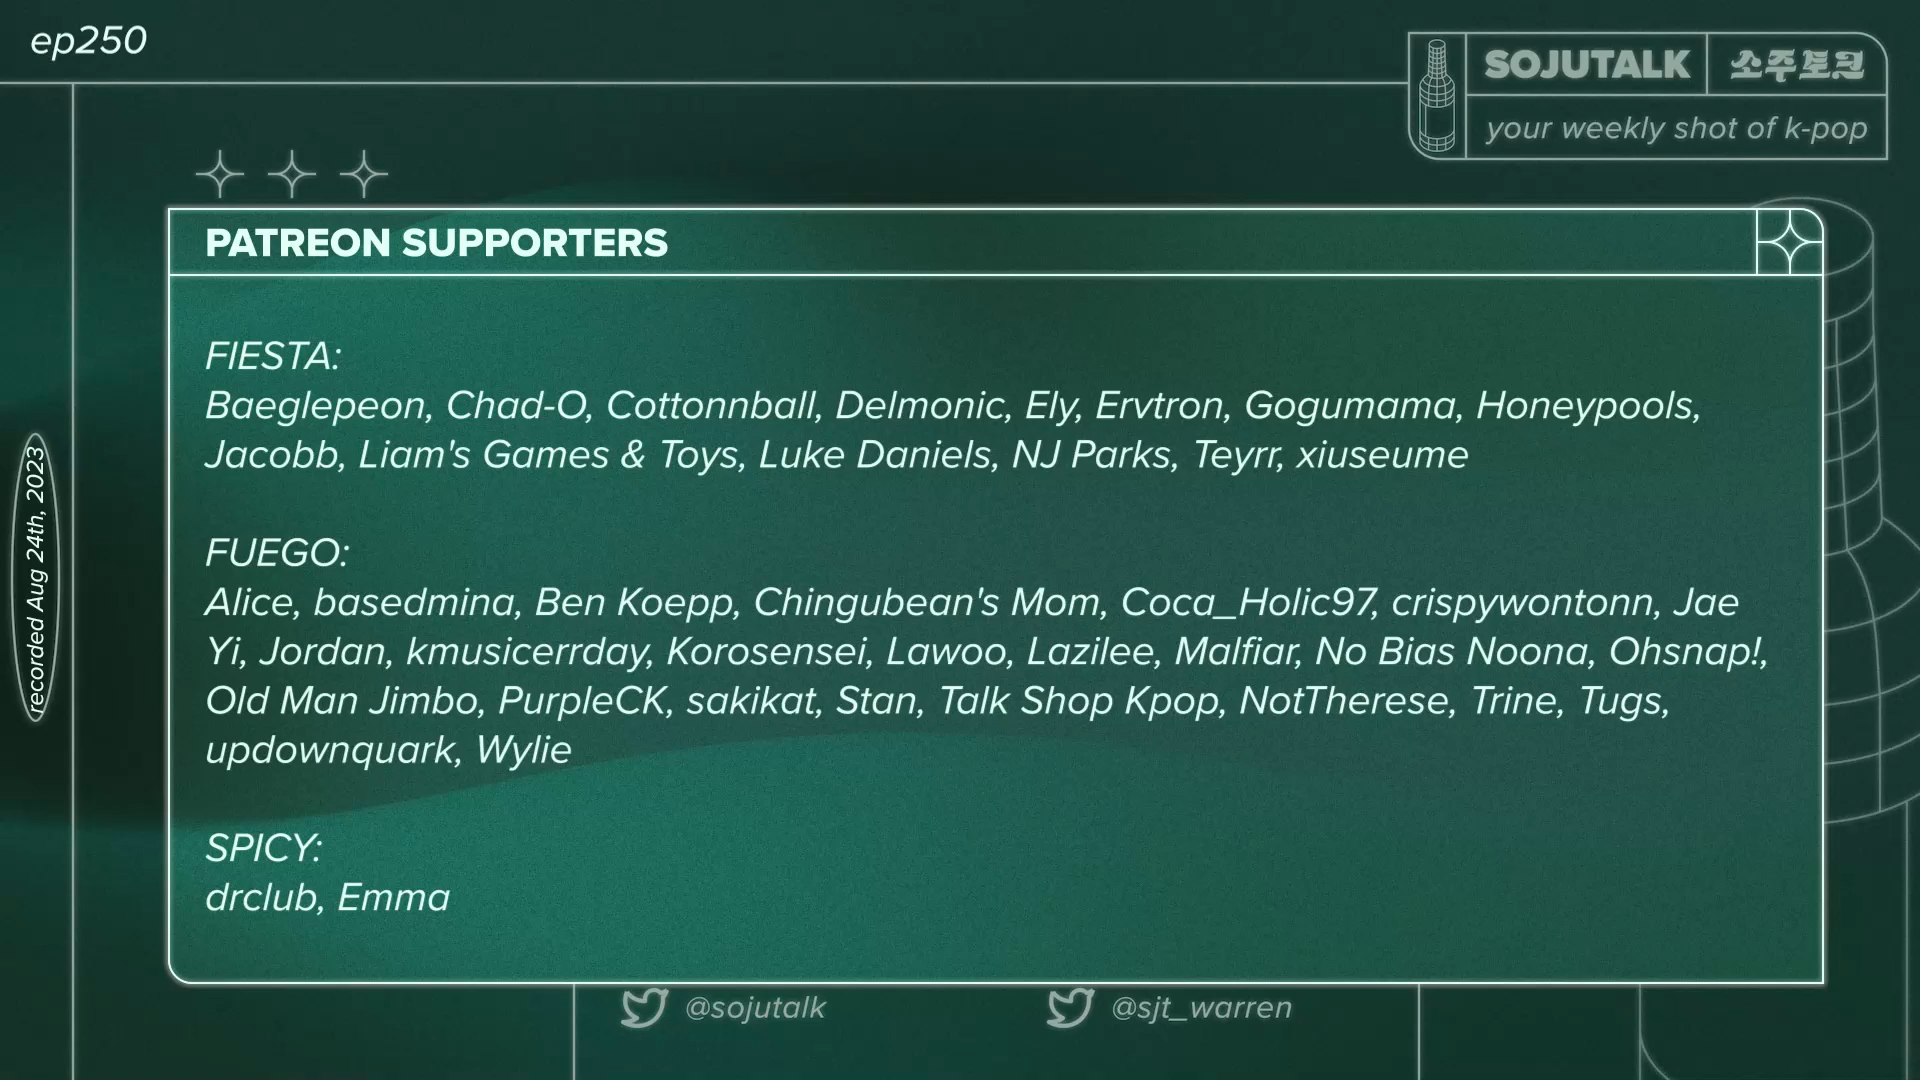 ep250
SOJUTALK
소주토크
your weekly shot of k-pop
PATREON SUPPORTERS
FIESTA:
Baeglepeon, Chad-O, Cottonnball, Delmonic, Ely, Ervtron, Gogumama, Honeypools,
Jacobb, Liam's Games & Toys, Luke Daniels, NJ Parks, Teyrr, xiuseume
FUEGO:
Alice, basedmina, Ben Koepp, Chingubean's Mom, Coca_Holic97, crispywontonn, Jae
Yi, Jordan, kmusicerrday, Korosensei, Lawoo, Lazilee, Malfiar, No Bias Noona, Ohsnap!,
Old Man Jimbo, PurpleCK, sakikat, Stan, Talk Shop Kpop, NotTherese, Trine, Tugs,
updownquark, Wylie
SPICY:
drclub, Emma
recorded Aug 24th, 2023
@sojutalk
@sjt_warren